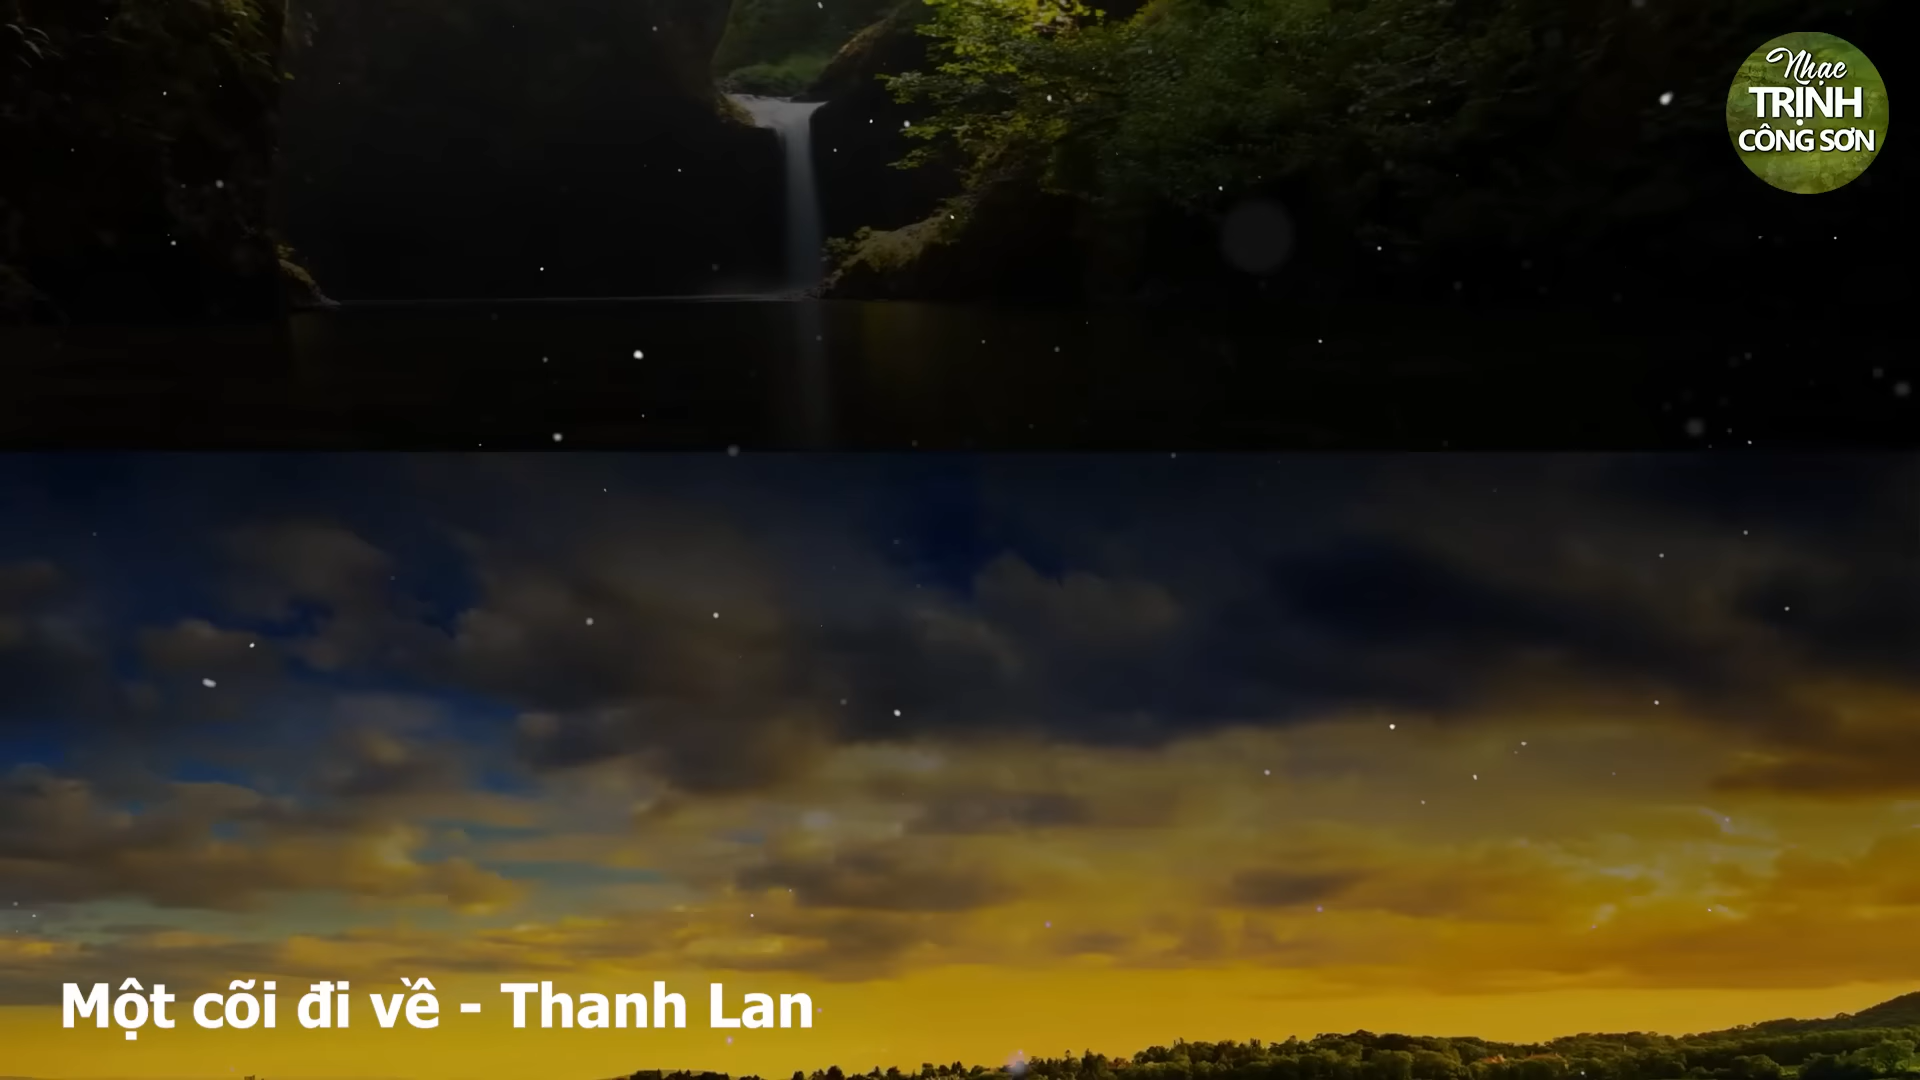 Nhạc
TRỊNH
CÔNG SƠN
Một cõi đi về - Thanh Lan